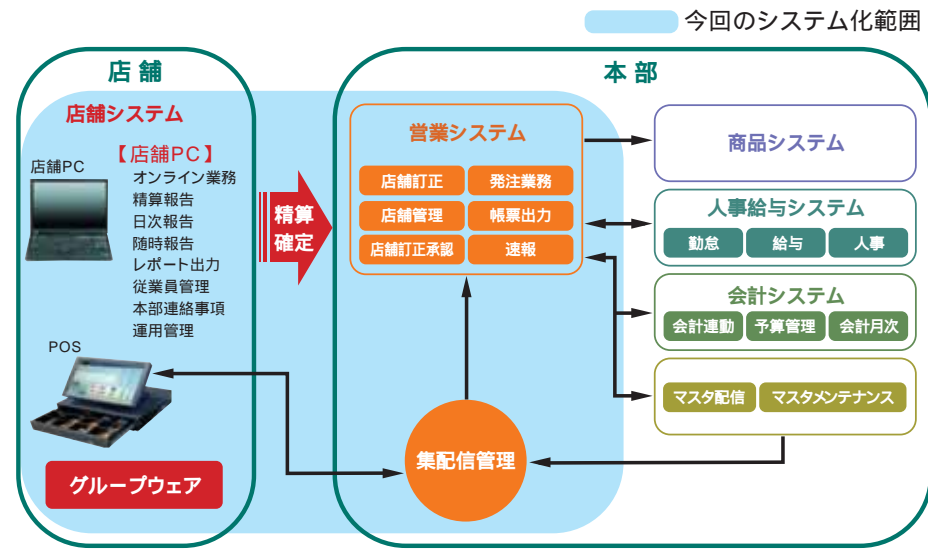 今回のシステム化範囲
店舗
本部
店舗システム
店舗PC
【店舗PC】
オンライン業務
精算報告
日次報告
随時報告
レポート出力
従業員管理
本部連絡事項
運用管理
POS
グループウェア
精算
確定
営業システム
店舗訂正 発注業務
店舗管理 帳票出力
店舗訂正承認 速報
集配信管理
商品システム
人事給与システム
勤怠 給与 人事
会計システム
会計連動 予算管理 会計月次
マスタ配信 マスタメンテナンス